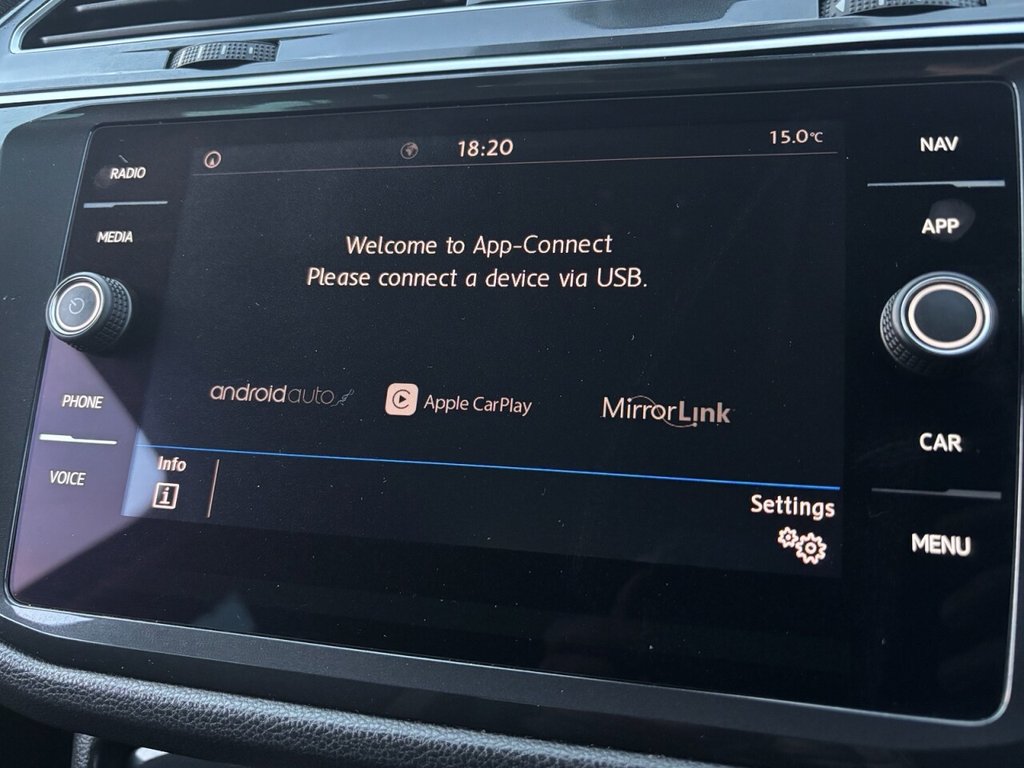 18:20
15.0°C
RADIO
NAV
MEDIA
APP
Welcome to App-Connect
Please connect a device via USB.
androidauto
Apple CarPlay
MirrorLink
PHONE
CAR
VOICE
Info
i
Settings
MENU